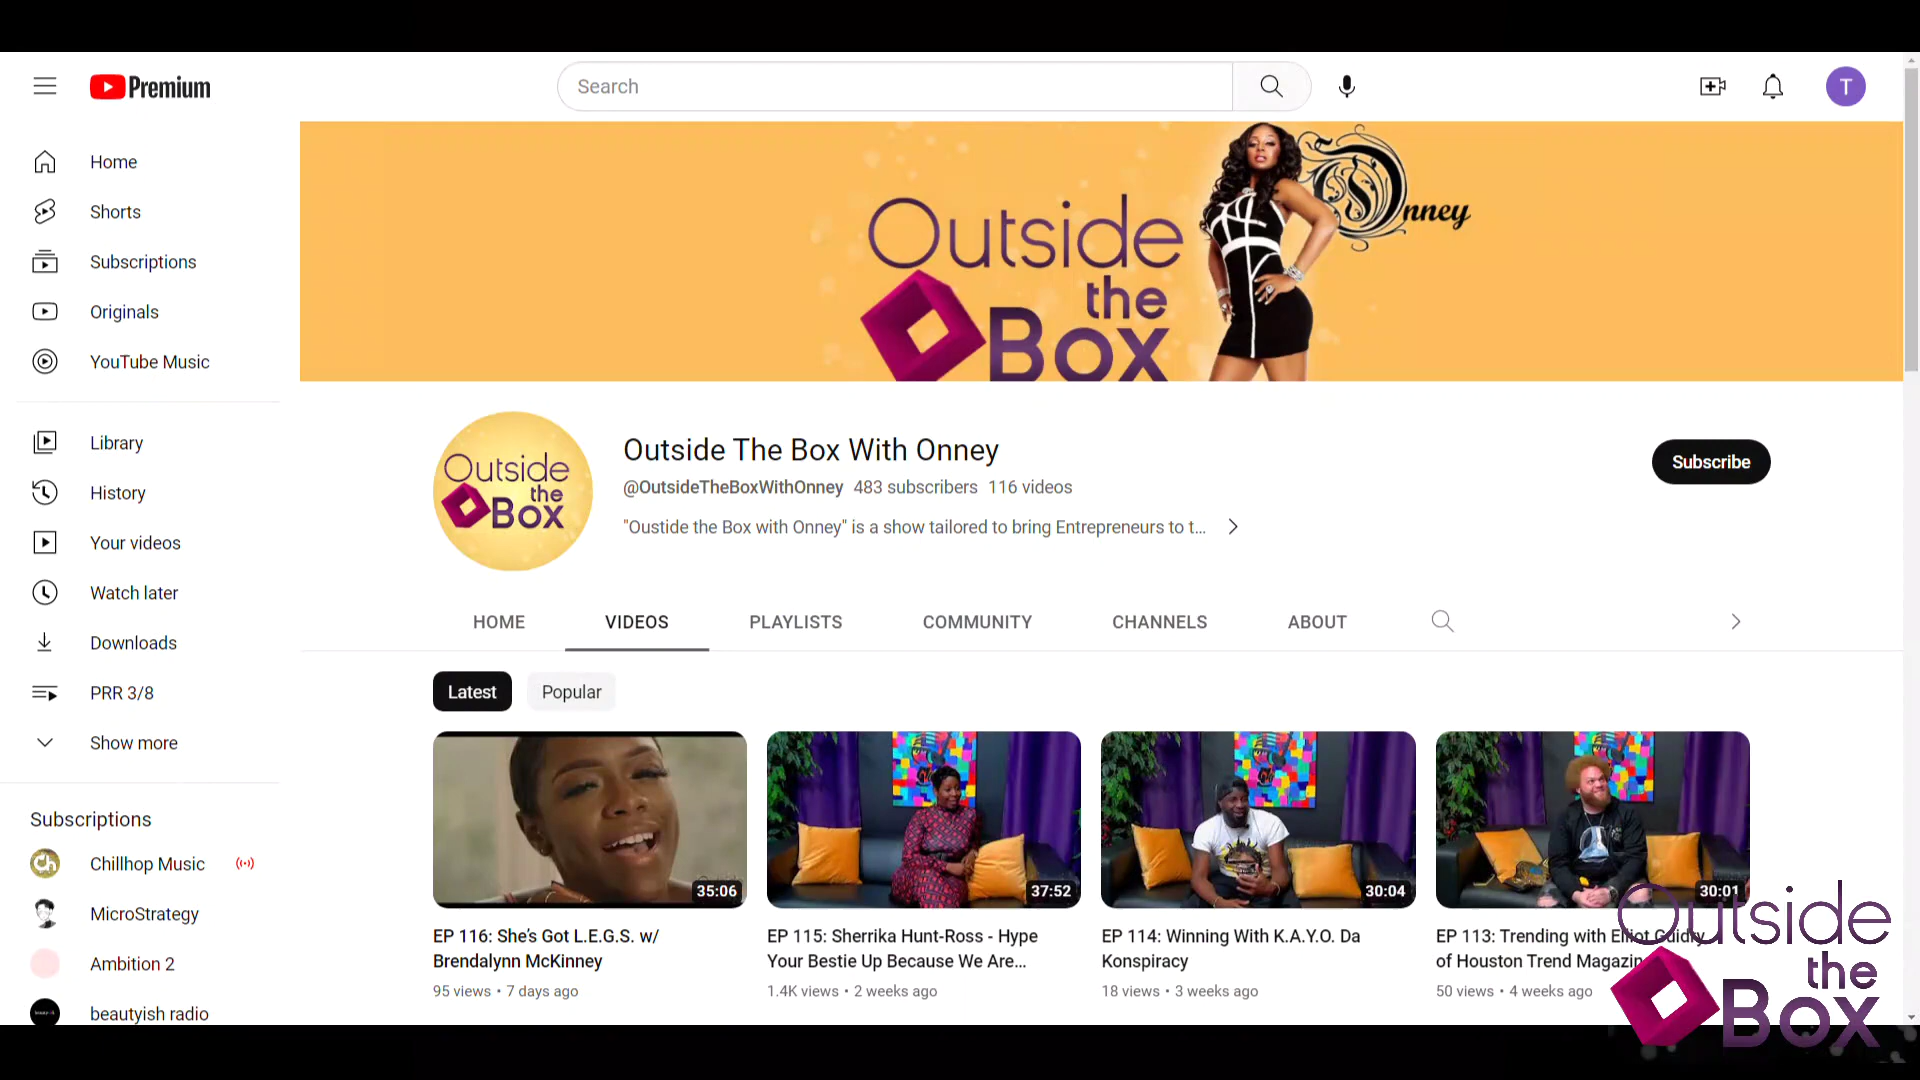 Premium
Search
T
Home
Shorts
Subscriptions
Originals
YouTube Music
Library
History
Your videos
Watch later
Downloads
PRR 3/8
Show more
Subscriptions
Chillhop Music
MicroStrategy
Ambition 2
beautyish radio
Outside
the
Box
Onney
Outside
the
Box
Outside The Box With Onney
@OutsideTheBoxWithOnney 483 subscribers 116 videos
"Oustide the Box with Onney" is a show tailored to bring Entrepreneurs to t...
Subscribe
HOME VIDEOS PLAYLISTS COMMUNITY CHANNELS ABOUT
Latest Popular
35:06
EP 116: She's Got L.E.G.S. w/
Brendalynn McKinney
95 views • 7 days ago
37:52
EP 115: Sherrika Hunt-Ross - Hype
Your Bestie Up Because We Are...
1.4K views • 2 weeks ago
30:04
EP 114: Winning With K.A.Y.O. Da
Konspiracy
18 views • 3 weeks ago
30:01
EP 113: Trending with Elliot Guidry
of Houston Trend Magazin
50 views • 4 weeks ago
Outside
the
Box